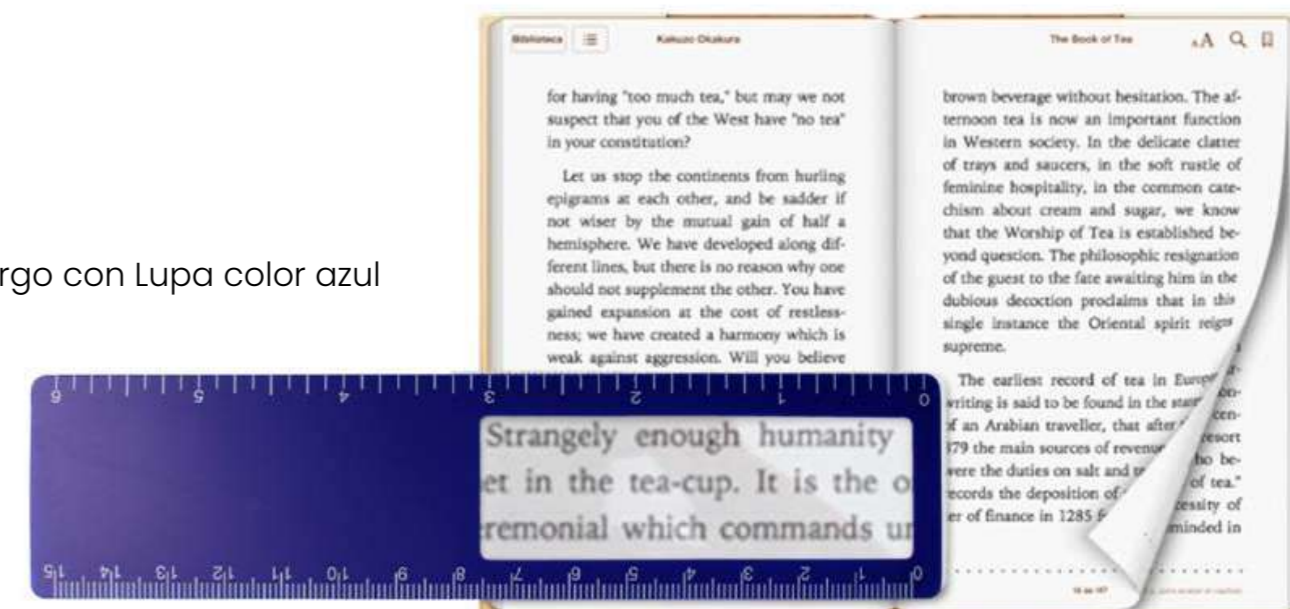 rgo con Lupa color azul
Biblioteca
Kakuzo Okakura
for having "too much tea," but may we not
suspect that you of the West have "no tea"
in your constitution?
Let us stop the continents from hurling
epigrams at each other, and be sadder if
not wiser by the mutual gain of half a
hemisphere. We have developed along dif-
ferent lines, but there is no reason why one
should not supplement the other. You have
gained expansion at the cost of restless-
ness; we have created a harmony which is
weak against aggression. Will you believe
6 5 4 3 2 1 0
Strangely enough humanity
et in the tea-cup. It is the o
remonial which commands un
15 14 13 12 11 10 9 8 7 6 5 4 3 2 1 0
The Book of Tea
AA
brown beverage without hesitation. The af-
ternoon tea is now an important function
in Western society. In the delicate clatter
of trays and saucers, in the soft rustle of
feminine hospitality, in the common cate-
chism about cream and sugar, we know
that the Worship of Tea is established be-
yond question. The philosophic resignation
of the guest to the fate awaiting him in the
dubious decoction proclaims that in this
single instance the Oriental spirit reigns
supreme.
The earliest record of tea in Europe
writing is said to be found in the
of an Arabian traveller, that after
879 the main sources of revenue
were the duties on salt and
records the deposition of
er of finance in 1285
resort
ho be-
of tea."
cessity of
minded in